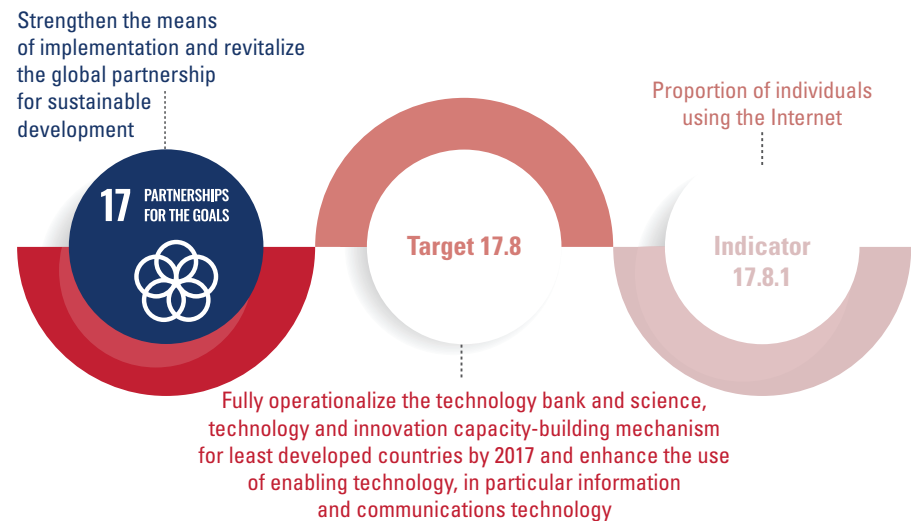 Strengthen the means
of implementation and revitalize
the global partnership
for sustainable
development
17 PARTNERSHIPS
FOR THE GOALS
Target 17.8
Fully operationalize the technology bank and science,
technology and innovation capacity-building mechanism
for least developed countries by 2017 and enhance the use
of enabling technology, in particular information
and communications technology
Proportion of individuals
using the Internet
Indicator
17.8.1